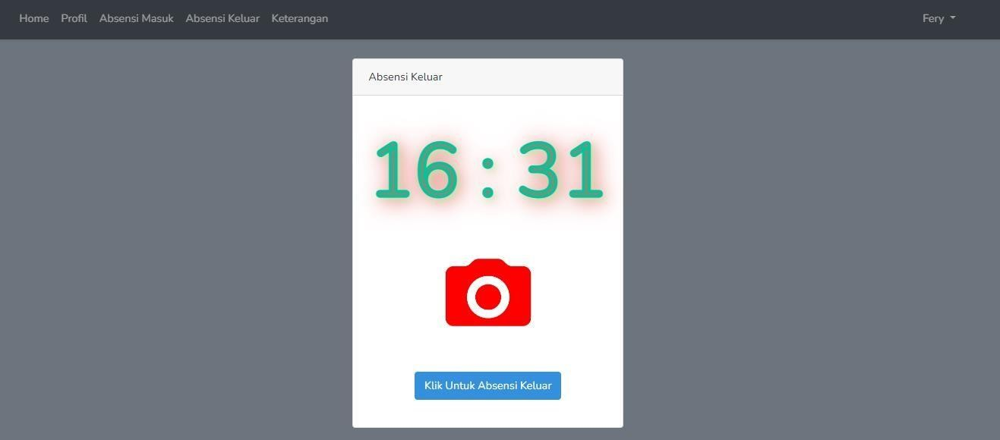 Home Profil Absensi Masuk Absensi Keluar Keterangan Fery
Absensi Keluar
16 : 31
Klik Untuk Absensi Keluar